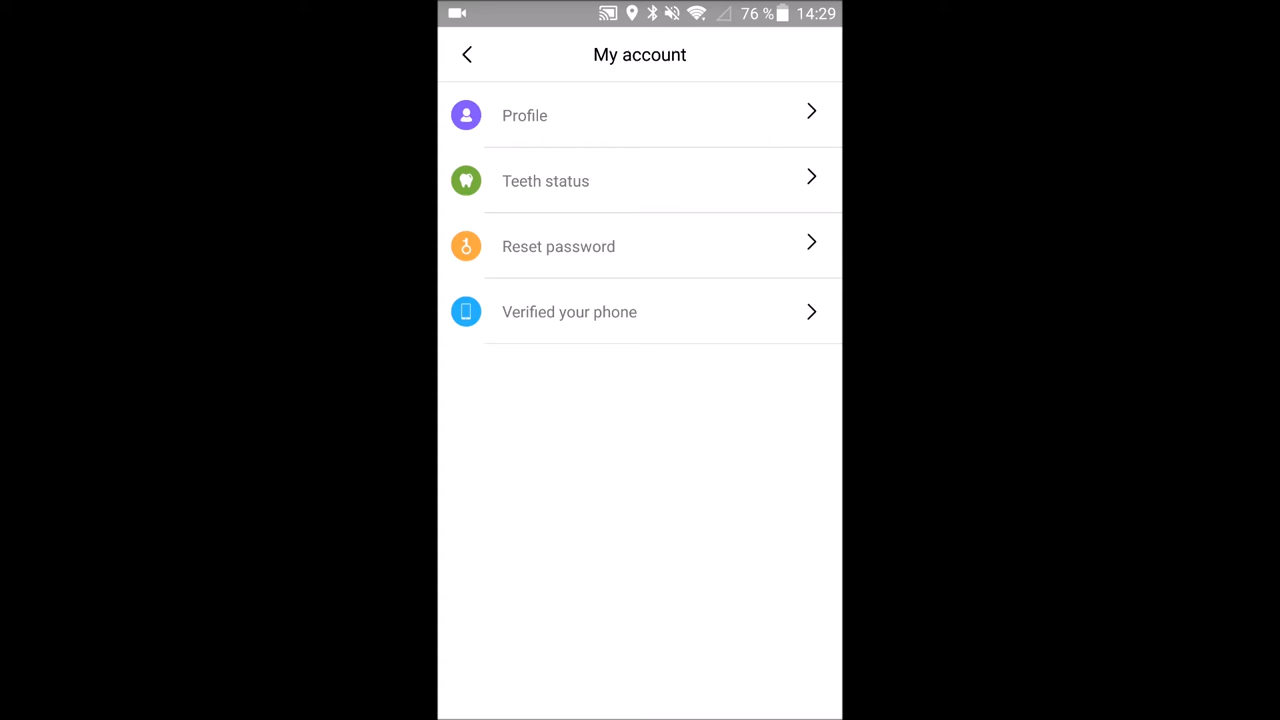 76 % 14:29
My account
Profile
Teeth status
Reset password
Verified your phone